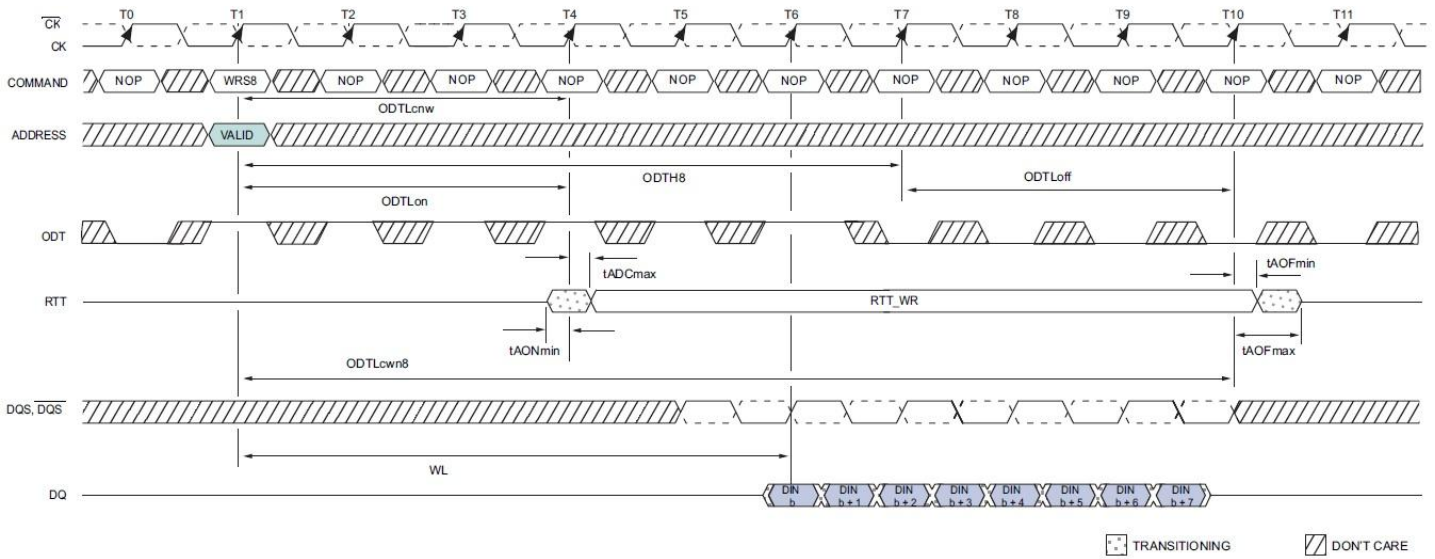 T0 T1 T2 T3 T4 T5 T6 T7 T8 T9 T10 T11
CK
CK
COMMAND NOP WRS8 NOP NOP NOP NOP NOP NOP NOP NOP NOP NOP
ODTLcnw
ADDRESS VALID
ODTH8
ODTLoff
ODTLon
ODT
tADCmax tAOFmin
RTT RTT_WR
tAONmin tAOFmax
ODTLcwn8
DQS, DQS
WL
DQ DIN b DIN b + 1 DIN b + 2 DIN b + 3 DIN b + 4 DIN b + 5 DIN b + 6 DIN b + 7
TRANSITIONING DON'T CARE